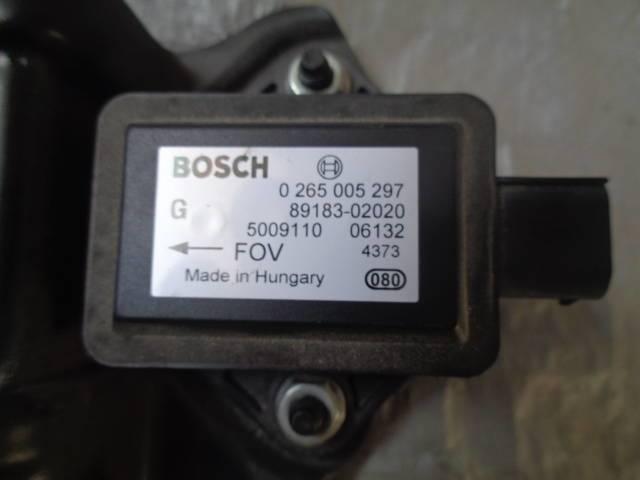 BOSCH
0 265 005 297
G 89183-02020
5009110 06132
FOV 4373
Made in Hungary 080